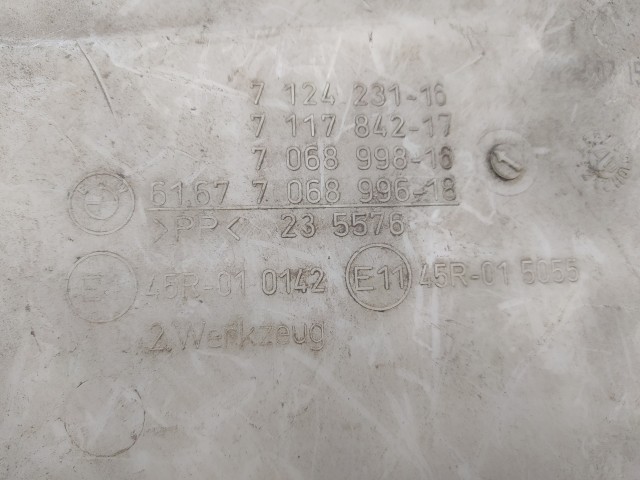 7 124 231-16
7 117 842-17
7 068 998-16
61.67 7 068 996-18
>PP< 23 5576
45R-01 0142 E11 45R-01 5055
2.Werkzeug